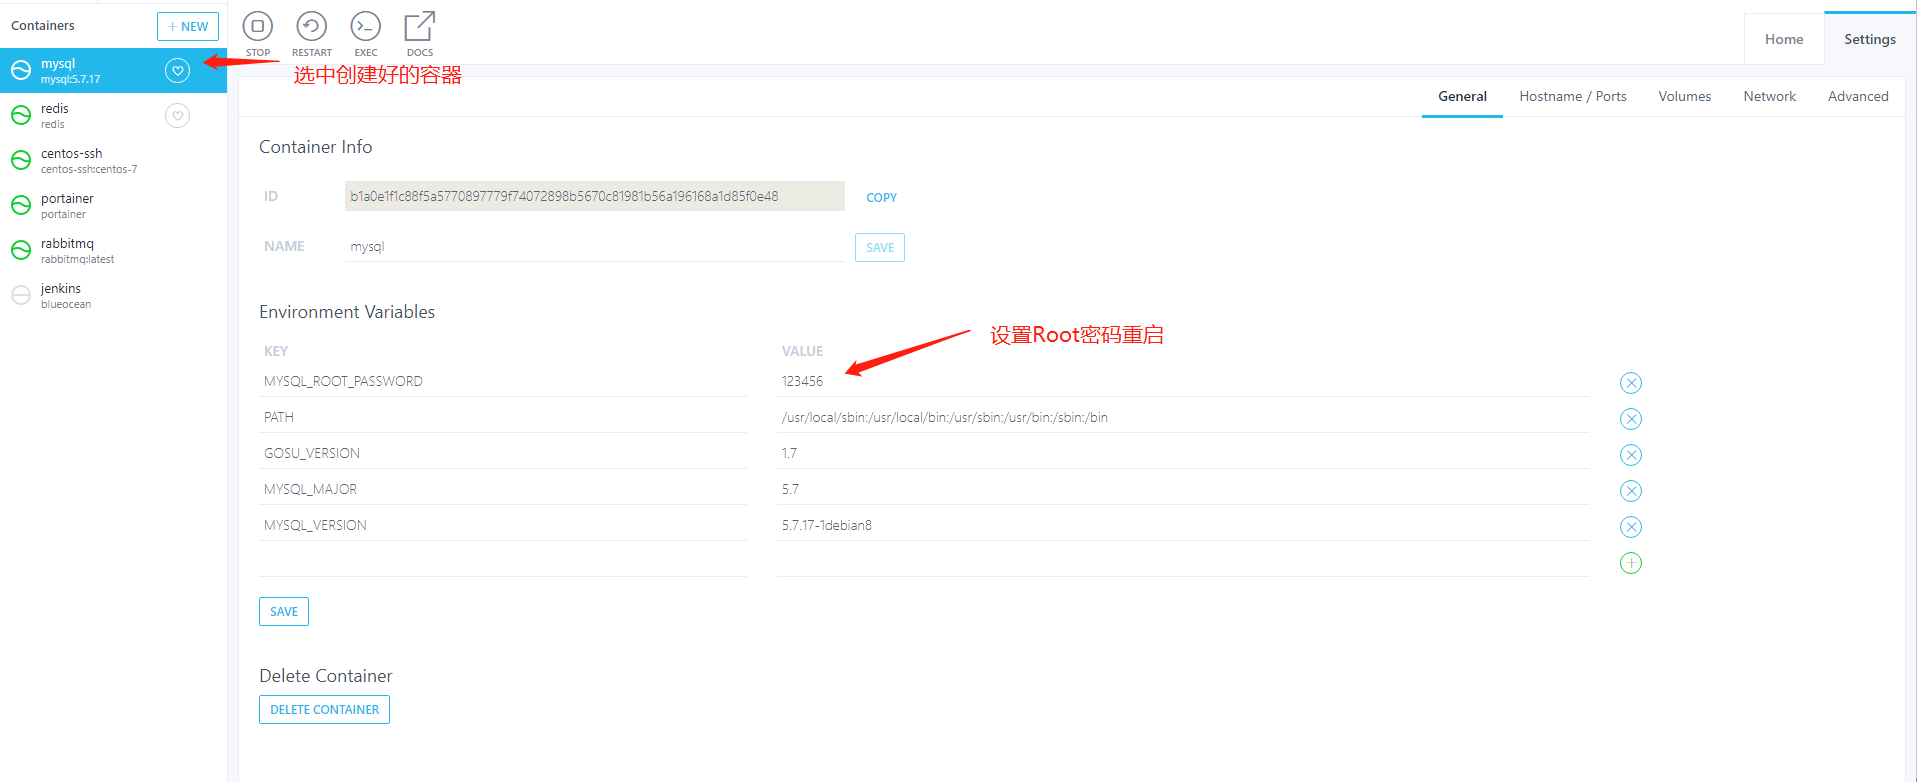 Containers
+ NEW
mysql
mysql:5.7.17
redis
redis
centos-ssh
centos-ssh:centos-7
portainer
portainer
rabbitmq
rabbitmq:latest
jenkins
blueocean
STOP RESTART EXEC DOCS
选中创建好的容器
Home Settings
General Hostname / Ports Volumes Network Advanced
Container Info
ID b1a0e1f1c88f5a5770897779f74072898b5670c81981b56a196168a1d85f0e48 COPY
NAME mysql SAVE
Environment Variables
设置Root密码重启
KEY VALUE
MYSQL_ROOT_PASSWORD 123456
PATH /usr/local/sbin:/usr/local/bin:/usr/sbin:/usr/bin:/sbin:/bin
GOSU_VERSION 1.7
MYSQL_MAJOR 5.7
MYSQL_VERSION 5.7.17-1debian8
SAVE
Delete Container
DELETE CONTAINER